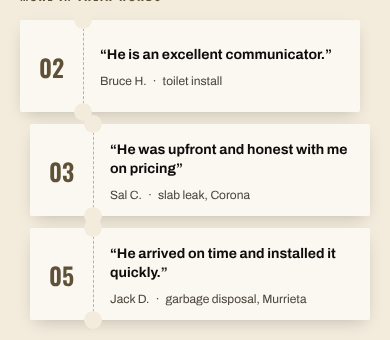 02
“He is an excellent communicator.”
Bruce H. · toilet install
03
“He was upfront and honest with me
on pricing”
Sal C. · slab leak, Corona
05
“He arrived on time and installed it
quickly.”
Jack D. · garbage disposal, Murrieta